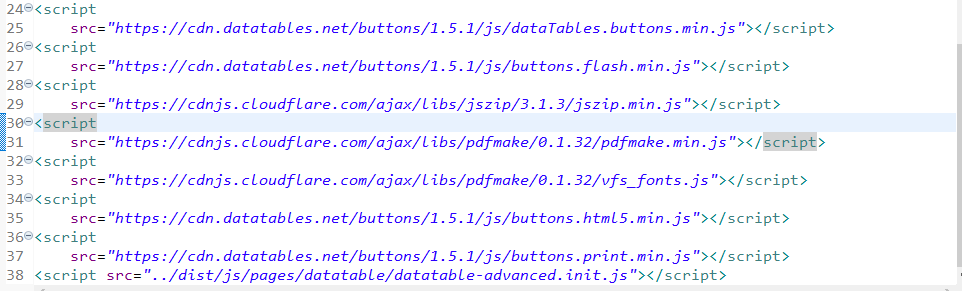 24 <script
25 src="https://cdn.datatables.net/buttons/1.5.1/js/dataTables.buttons.min.js"></script>
26 <script
27 src="https://cdn.datatables.net/buttons/1.5.1/js/buttons.flash.min.js"></script>
28 <script
29 src="https://cdnjs.cloudflare.com/ajax/libs/jszip/3.1.3/jszip.min.js"></script>
30 <script
31 src="https://cdnjs.cloudflare.com/ajax/libs/pdfmake/0.1.32/pdfmake.min.js"></script>
32 <script
33 src="https://cdnjs.cloudflare.com/ajax/libs/pdfmake/0.1.32/vfs_fonts.js"></script>
34 <script
35 src="https://cdn.datatables.net/buttons/1.5.1/js/buttons.html5.min.js"></script>
36 <script
37 src="https://cdn.datatables.net/buttons/1.5.1/js/buttons.print.min.js"></script>
38 <script src="../dist/js/pages/datatable/datatable-advanced.init.js"></script>